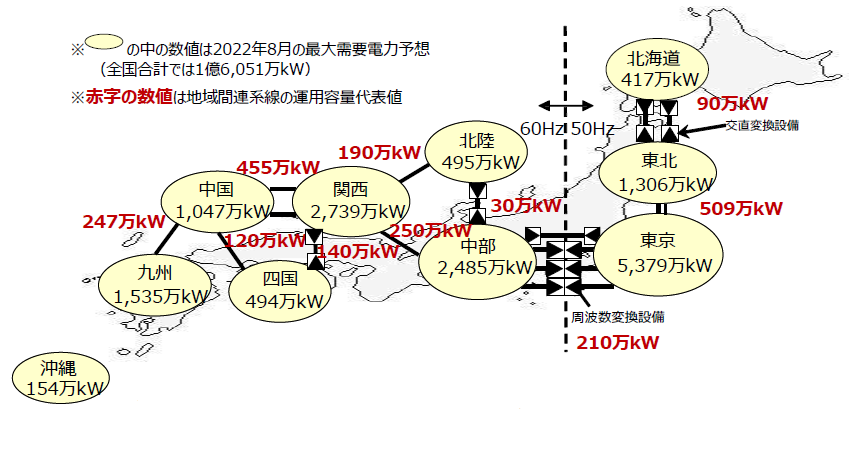 ※ の中の数値は2022年8月の最大需要電力予想
（全国合計では1億6,051万kW）
※赤字の数値は地域間連系線の運用容量代表値
北海道
417万kW
90万kW
交直変換設備
60Hz 50Hz
北陸
495万kW
190万kW
東北
1,306万kW
455万kW
中国
1,047万kW
関西
2,739万kW
30万kW
509万kW
247万kW
120万kW
140万kW
250万kW
中部
2,485万kW
東京
5,379万kW
九州
1,535万kW
四国
494万kW
周波数変換設備
210万kW
沖縄
154万kW